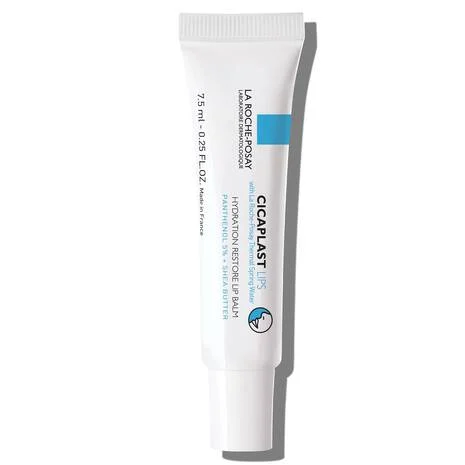 LA ROCHE-POSAY
LABORATOIRE DERMATOLOGIQUE
CICAPLAST LIPS
with La Roche-Posay Thermal Spring Water
HYDRATION RESTORE LIP BALM
PANTHENOL 5% + SHEA BUTTER
7.5 ml - 0.25 FL.OZ. Made in France